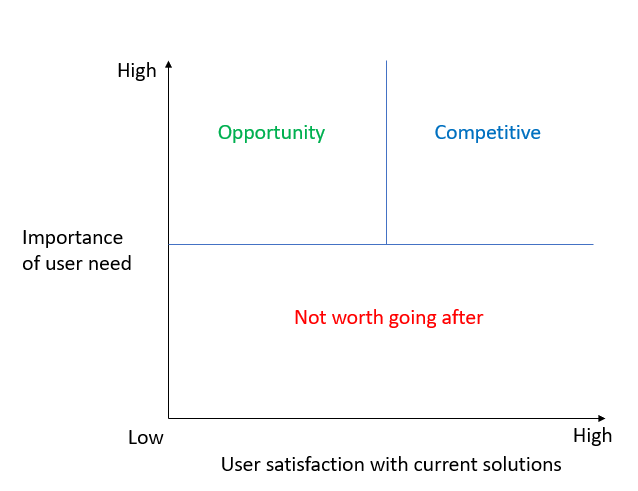 High
Opportunity
Competitive
Importance
of user need
Not worth going after
Low
High
User satisfaction with current solutions